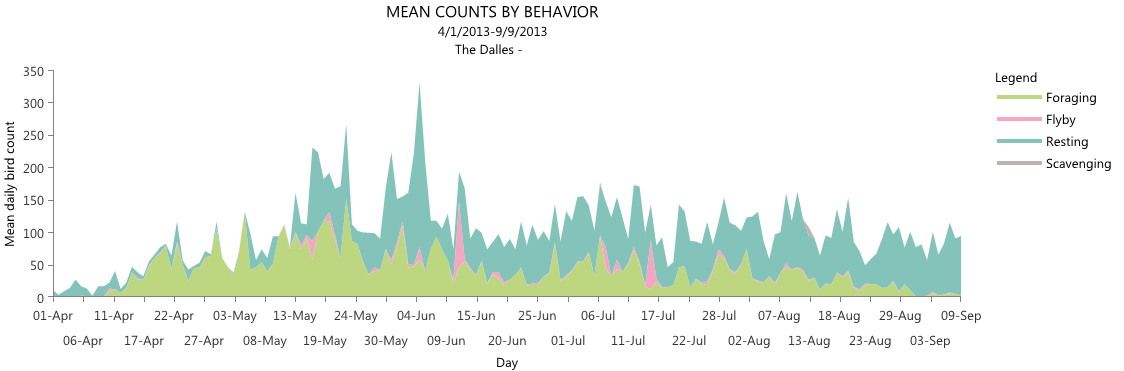 MEAN COUNTS BY BEHAVIOR
4/1/2013-9/9/2013
The Dalles -
Mean daily bird count
350
300
250
200
150
100
50
0
01-Apr 11-Apr 22-Apr 03-May 13-May 24-May 04-Jun 15-Jun 25-Jun 06-Jul 17-Jul 28-Jul 07-Aug 18-Aug 29-Aug 09-Sep
06-Apr 17-Apr 27-Apr 08-May 19-May 30-May 09-Jun 20-Jun 01-Jul 11-Jul 22-Jul 02-Aug 13-Aug 23-Aug 03-Sep
Day
Legend
Foraging
Flyby
Resting
Scavenging